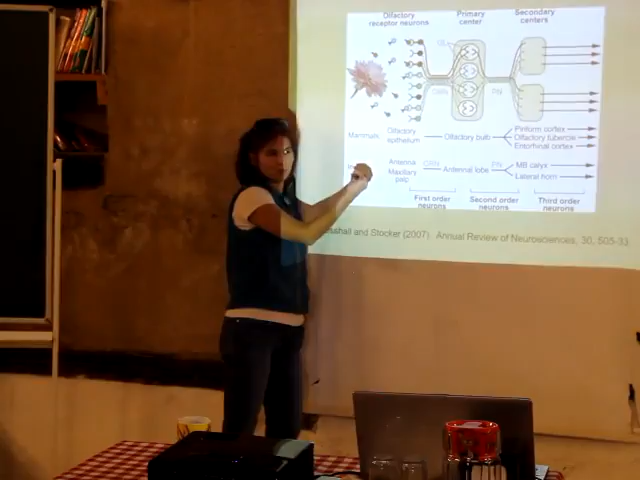 Olfactory receptor neurons
Primary center
Secondary centers
ORN
PN
Mammals
Olfactory epithelium
Olfactory bulb
Piriform cortex
Olfactory tubercle
Entorhinal cortex
Antenna
Maxillary palp
ORN
Antennal lobe
PN
MB calyx
Lateral horn
First order neurons
Second order neurons
Third order neurons
and Stocker (2007). Annual Review of Neurosciences, 30, 505-33